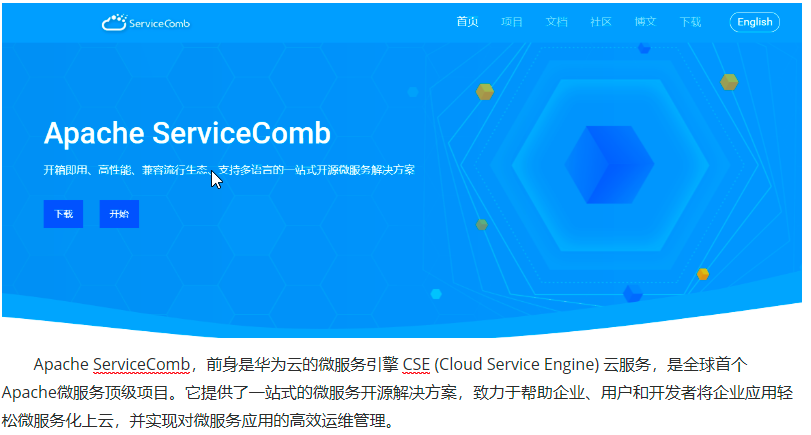 ServiceComb
首页 项目 文档 社区 博文 下载 English
Apache ServiceComb
开箱即用、高性能、兼容流行生态、支持多语言的一站式开源微服务解决方案
下载 开始
Apache ServiceComb，前身是华为云的微服务引擎 CSE (Cloud Service Engine) 云服务，是全球首个
Apache微服务顶级项目。它提供了一站式的微服务开源解决方案，致力于帮助企业、用户和开发者将企业应用轻
松微服务化上云，并实现对微服务应用的高效运维管理。